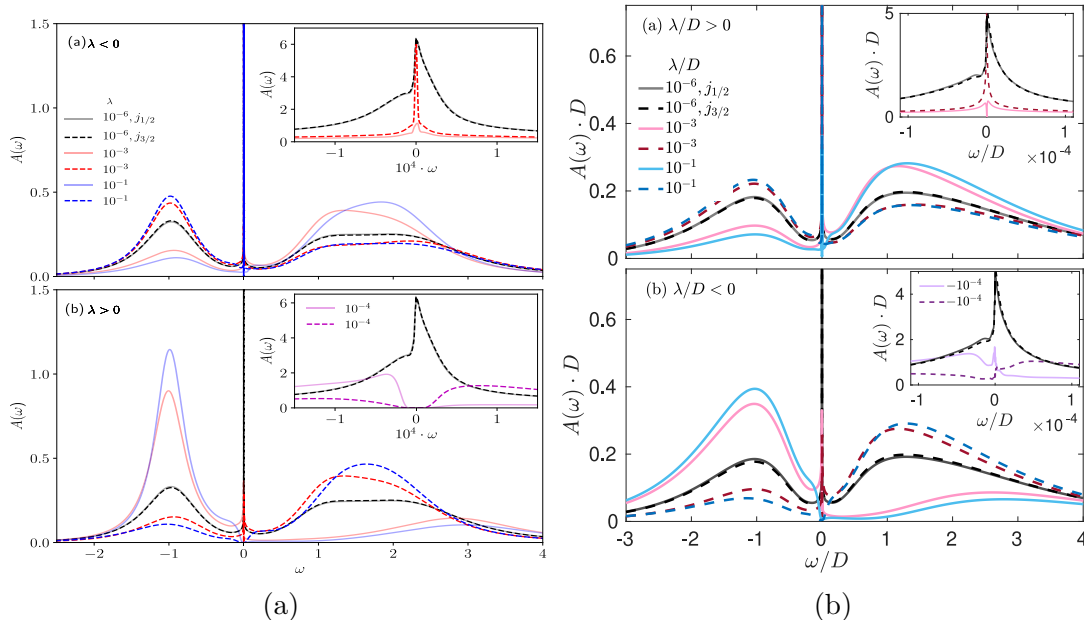 1.5
(a) λ < 0
λ
10⁻⁶, j₁/₂
10⁻⁶, j₃/₂
10⁻³
10⁻³
10⁻¹
10⁻¹
A(ω)
1.0
0.5
0.0
A(ω)
6
4
2
0
−1 0 1
10⁴ · ω
1.5
(b) λ > 0
A(ω)
1.0
0.5
0.0
A(ω)
6
4
2
0
10⁻⁴
10⁻⁴
−1 0 1
10⁴ · ω
−2 −1 0 1 2 3 4
ω
(a)
(a) λ/D > 0
λ/D
10⁻⁶, j₁/₂
10⁻⁶, j₃/₂
10⁻³
10⁻³
10⁻¹
10⁻¹
A(ω) · D
0.6
0.4
0.2
0
A(ω) · D
5
0
-1 0 1
ω/D ×10⁻⁴
(b) λ/D < 0
A(ω) · D
0.6
0.4
0.2
0
A(ω) · D
4
2
0
−10⁻⁴
−10⁻⁴
-1 0 1
ω/D ×10⁻⁴
-3 -2 -1 0 1 2 3 4
ω/D
(b)